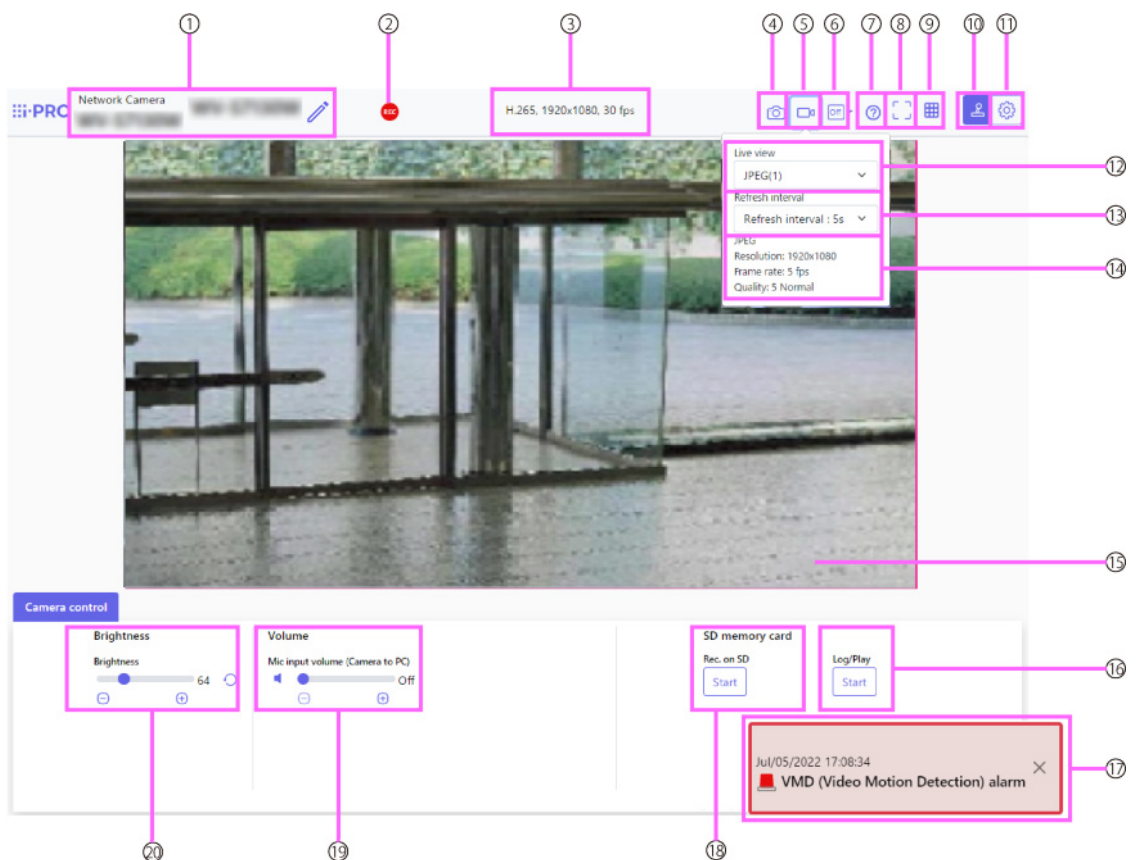 ① ② ③ ④ ⑤ ⑥ ⑦ ⑧ ⑨ ⑩ ⑪
Network Camera
i-PRO
REC
H.265, 1920x1080, 30 fps
Off
Live view
JPEG(1)
⑫
Refresh interval
Refresh interval : 5s
⑬
JPEG
Resolution: 1920x1080
⑭
Frame rate: 5 fps
Quality: 5 Normal
⑮
Camera control
Brightness
Brightness
64
Volume
Mic input volume (Camera to PC)
Off
SD memory card
Rec. on SD
Start
Log/Play
Start
⑯
Jul/05/2022 17:08:34
VMD (Video Motion Detection) alarm
⑰
⑳ ⑲ ⑱